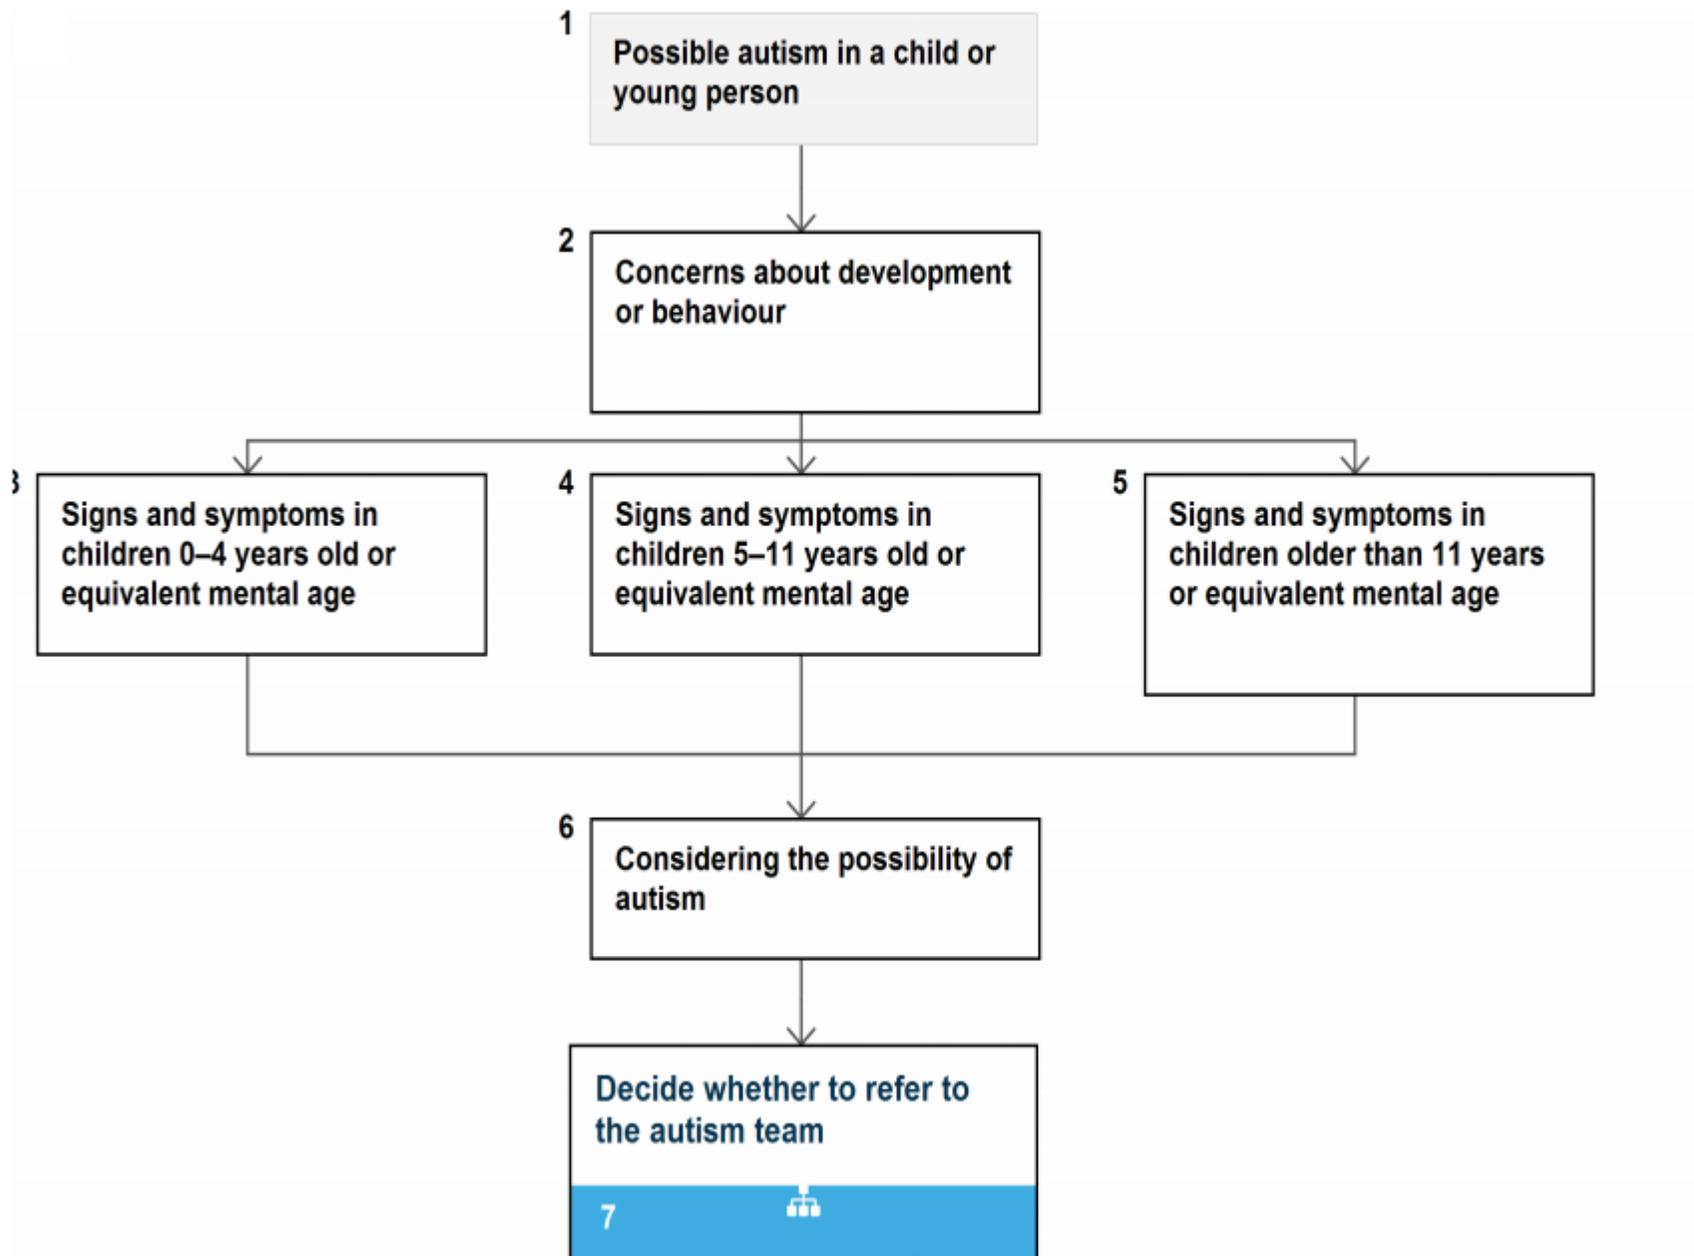 1
Possible autism in a child or
young person
2
Concerns about development
or behaviour
3
Signs and symptoms in
children 0–4 years old or
equivalent mental age
4
Signs and symptoms in
children 5–11 years old or
equivalent mental age
5
Signs and symptoms in
children older than 11 years
or equivalent mental age
6
Considering the possibility of
autism
Decide whether to refer to
the autism team
7